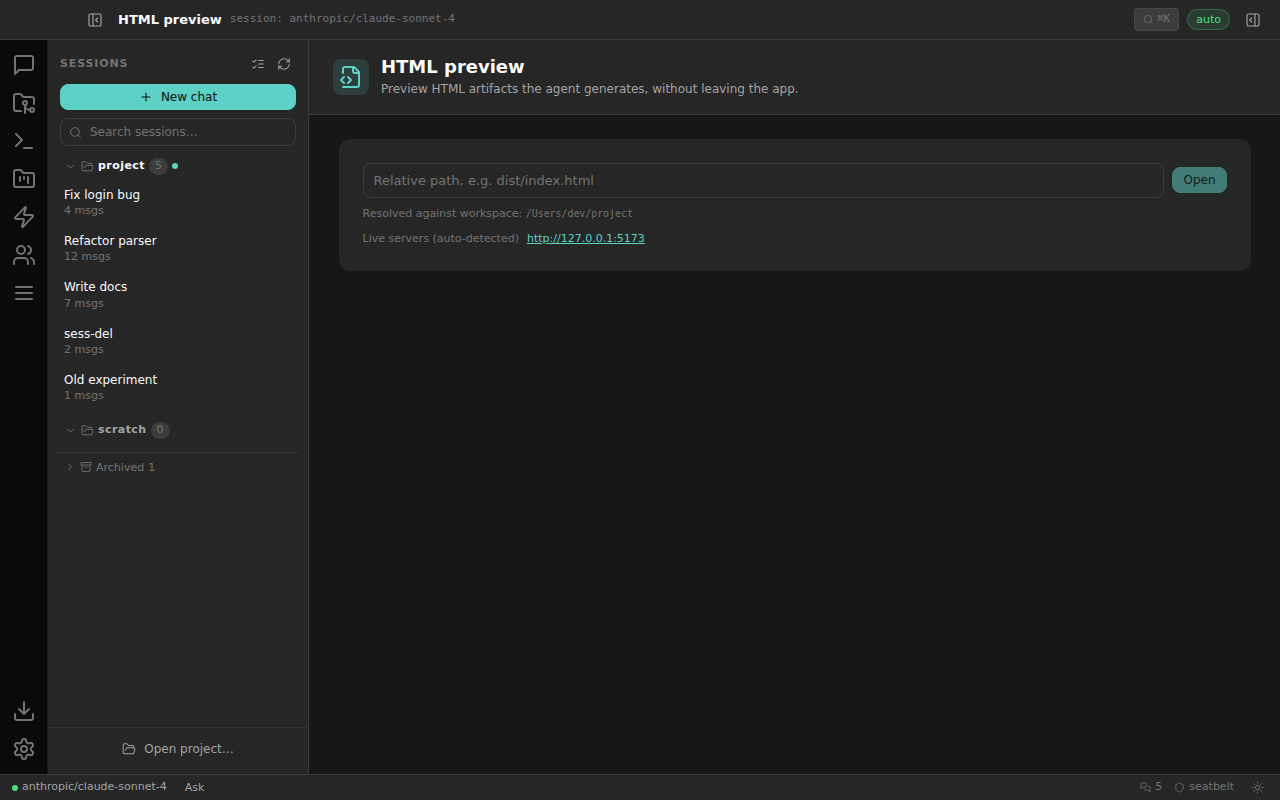 HTML preview session: anthropic/claude-sonnet-4
⌘K
auto
SESSIONS
New chat
Search sessions…
project 5
Fix login bug
4 msgs
Refactor parser
12 msgs
Write docs
7 msgs
sess-del
2 msgs
Old experiment
1 msgs
scratch 0
Archived 1
Open project…
HTML preview
Preview HTML artifacts the agent generates, without leaving the app.
Relative path, e.g. dist/index.html
Open
Resolved against workspace: /Users/dev/project
Live servers (auto-detected) http://127.0.0.1:5173
anthropic/claude-sonnet-4 Ask
5 seatbelt